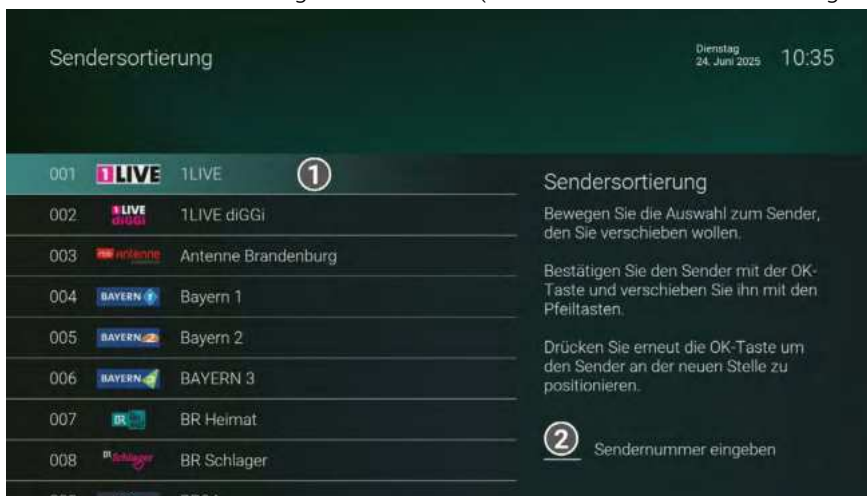 Sendersortierung
Dienstag
24. Juni 2025
10:35
001 1LIVE 1LIVE
1
002 1LIVE diGGi 1LIVE diGGi
003 antenne Antenne Brandenburg
004 BAYERN 1 Bayern 1
005 BAYERN 2 Bayern 2
006 BAYERN 3 BAYERN 3
007 BR BR Heimat
008 BR Schlager BR Schlager
Sendersortierung
Bewegen Sie die Auswahl zum Sender,
den Sie verschieben wollen.
Bestätigen Sie den Sender mit der OK-
Taste und verschieben Sie ihn mit den
Pfeiltasten.
Drücken Sie erneut die OK-Taste um
den Sender an der neuen Stelle zu
positionieren.
2
Sendernummer eingeben